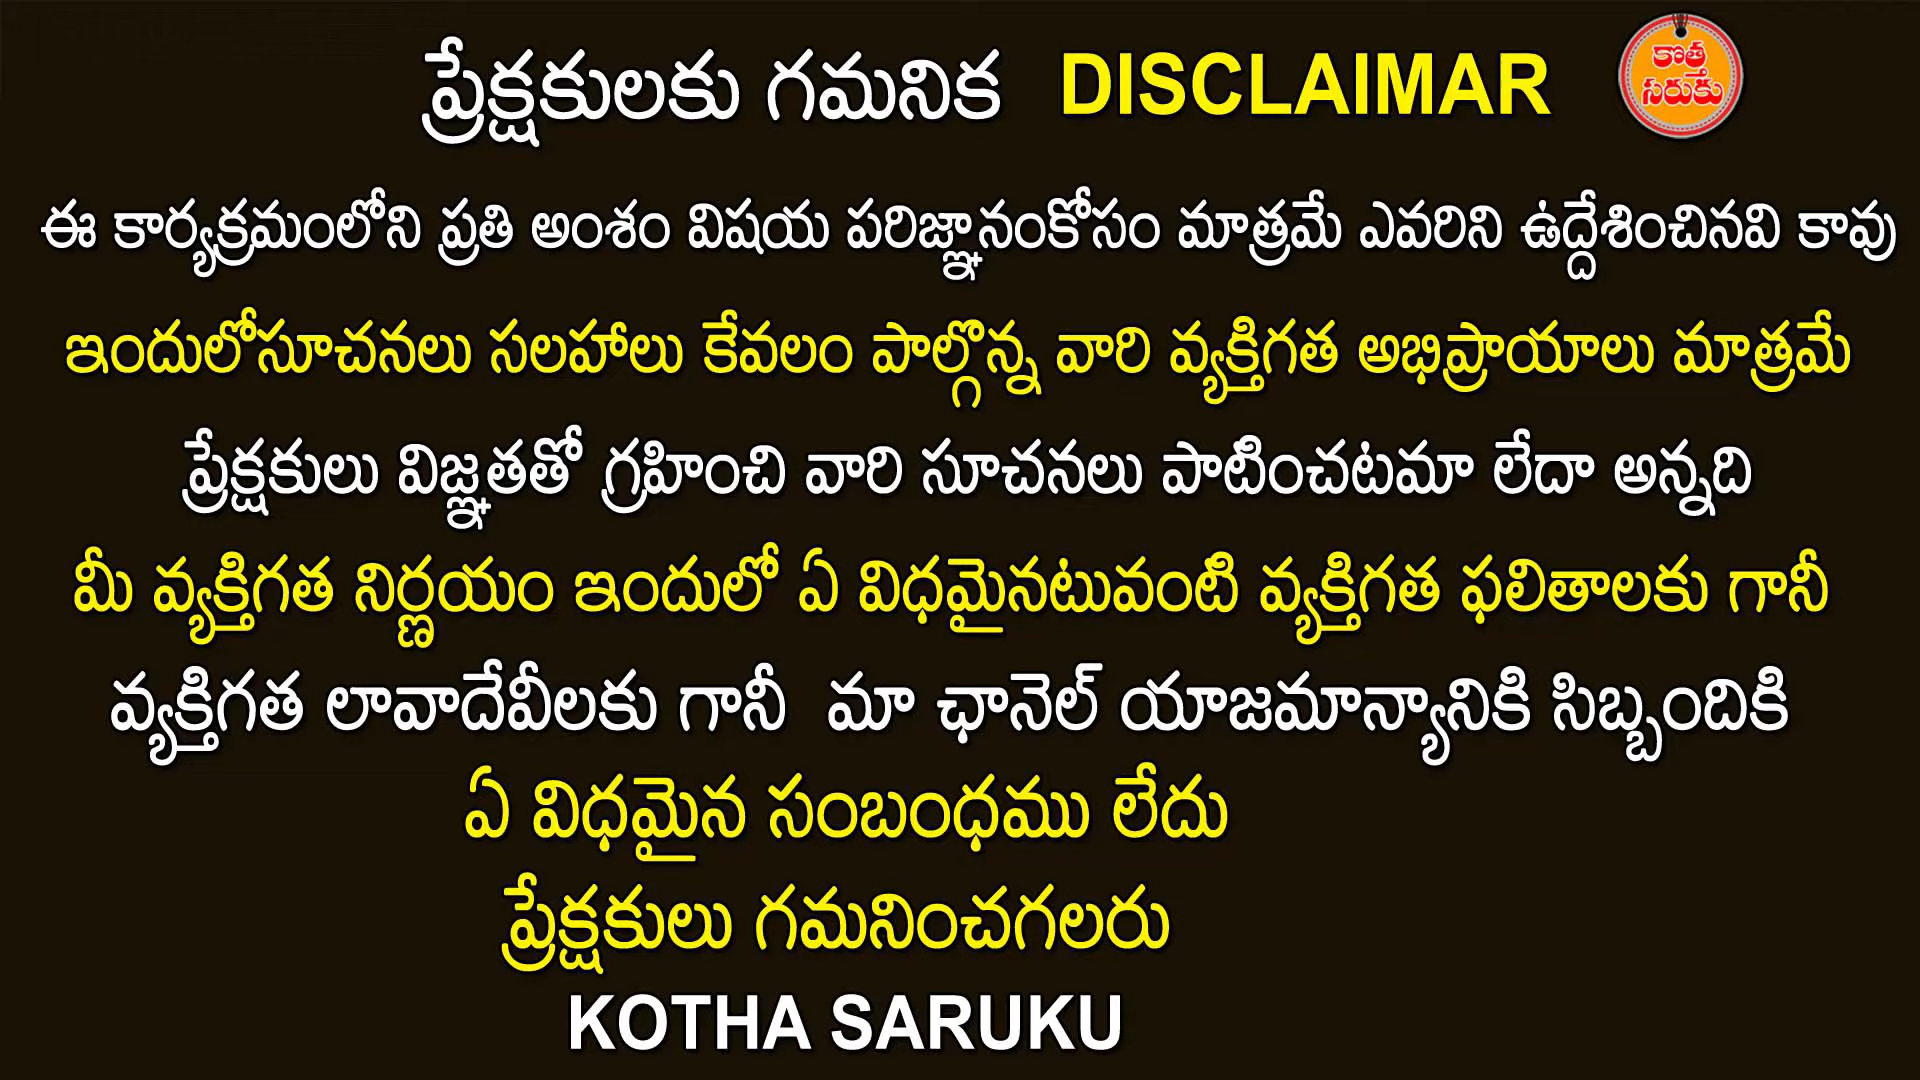 ప్రేక్షకులకు గమనిక DISCLAIMAR
కొత్త
సరుకు
ఈ కార్యక్రమంలోని ప్రతి అంశం విషయ పరిజ్ఞానంకోసం మాత్రమే ఎవరిని ఉద్దేశించినవి కావు
ఇందులోసూచనలు సలహాలు కేవలం పాల్గొన్న వారి వ్యక్తిగత అభిప్రాయాలు మాత్రమే
ప్రేక్షకులు విజ్ఞతతో గ్రహించి వారి సూచనలు పాటించటమా లేదా అన్నది
మీ వ్యక్తిగత నిర్ణయం ఇందులో ఏ విధమైనటువంటి వ్యక్తిగత ఫలితాలకు గానీ
వ్యక్తిగత లావాదేవీలకు గానీ మా ఛానెల్ యాజమాన్యానికి సిబ్బందికి
ఏ విధమైన సంబంధము లేదు
ప్రేక్షకులు గమనించగలరు
KOTHA SARUKU